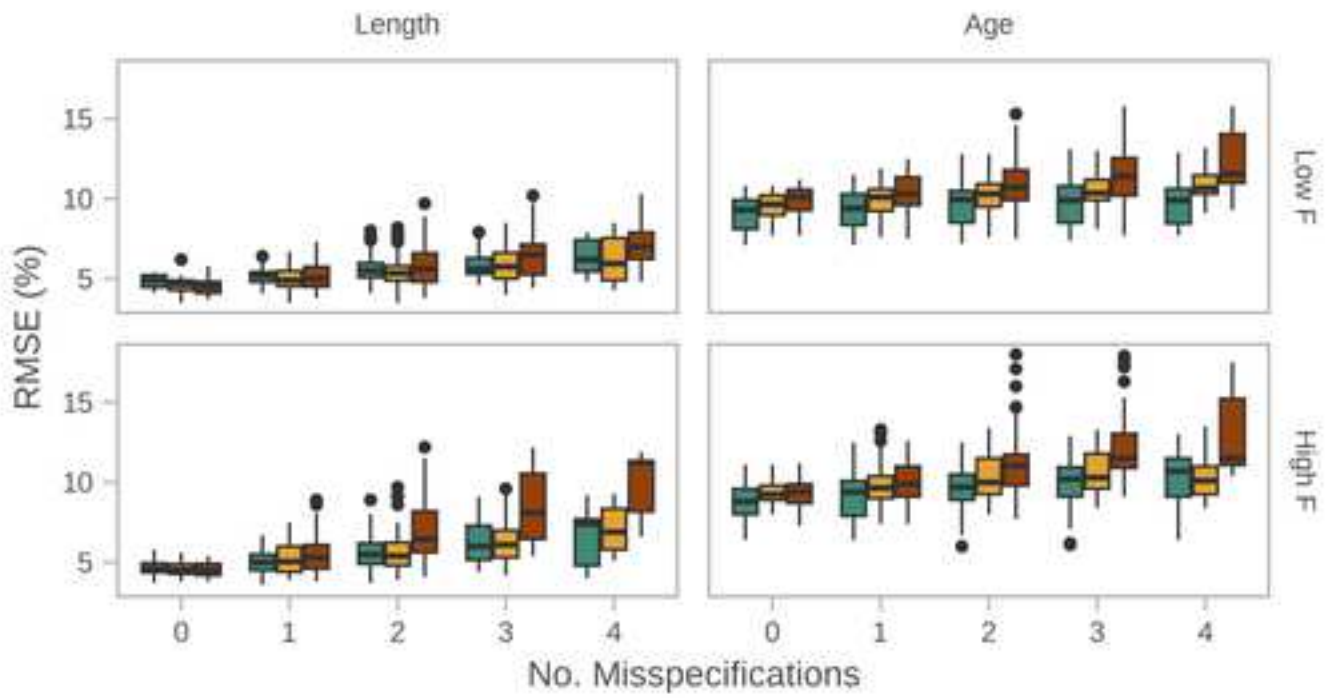 Length
Age
RMSE (%)
15
10
5
Low F
15
10
5
High F
0 1 2 3 4
0 1 2 3 4
No. Misspecifications